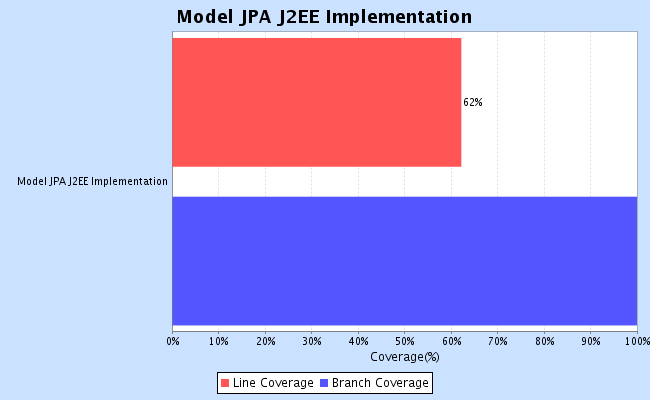 Model JPA J2EE Implementation
62%
Model JPA J2EE Implementation
0% 10% 20% 30% 40% 50% 60% 70% 80% 90% 100%
Coverage(%)
Line Coverage Branch Coverage